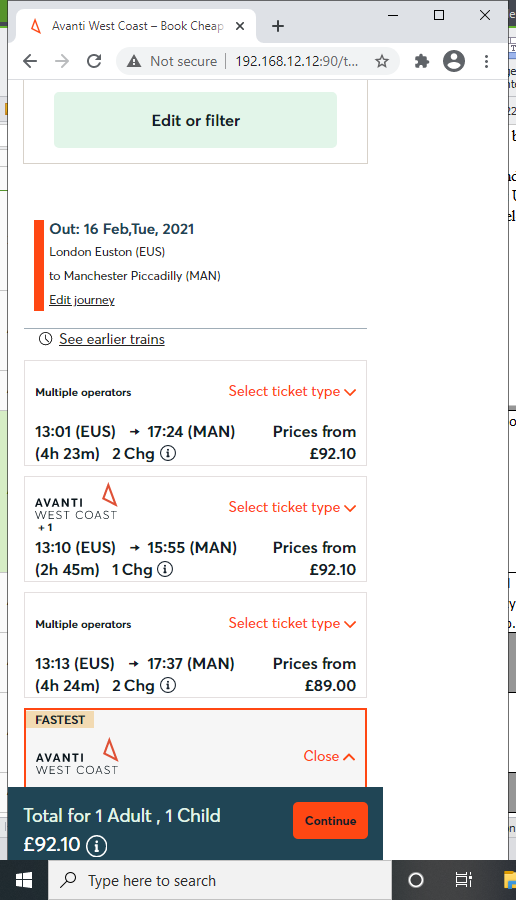 Avanti West Coast – Book Cheap
Not secure | 192.168.12.12:90/t...
Edit or filter
Out: 16 Feb,Tue, 2021
London Euston (EUS)
to Manchester Piccadilly (MAN)
Edit journey
See earlier trains
Multiple operators
Select ticket type
13:01 (EUS) → 17:24 (MAN) Prices from
(4h 23m) 2 Chg £92.10
AVANTI
WEST COAST
Select ticket type
+ 1
13:10 (EUS) → 15:55 (MAN) Prices from
(2h 45m) 1 Chg £92.10
Multiple operators
Select ticket type
13:13 (EUS) → 17:37 (MAN) Prices from
(4h 24m) 2 Chg £89.00
FASTEST
AVANTI
WEST COAST
Close
Total for 1 Adult , 1 Child
£92.10
Continue
Type here to search